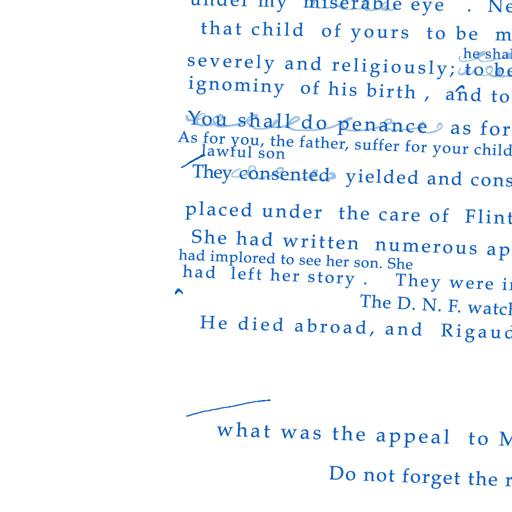 under my miserable eye . Ne
that child of yours to be m
he shal
severely and religiously; to be
ignominy of his birth , and to
You shall do penance , as for
As for you, the father, suffer for your child
lawful son
They consented yielded and cons
placed under the care of Flint
She had written numerous ap
had implored to see her son. She
had left her story . They were in
The D. N. F. watch
He died abroad, and Rigaud
what was the appeal to M
Do not forget the r